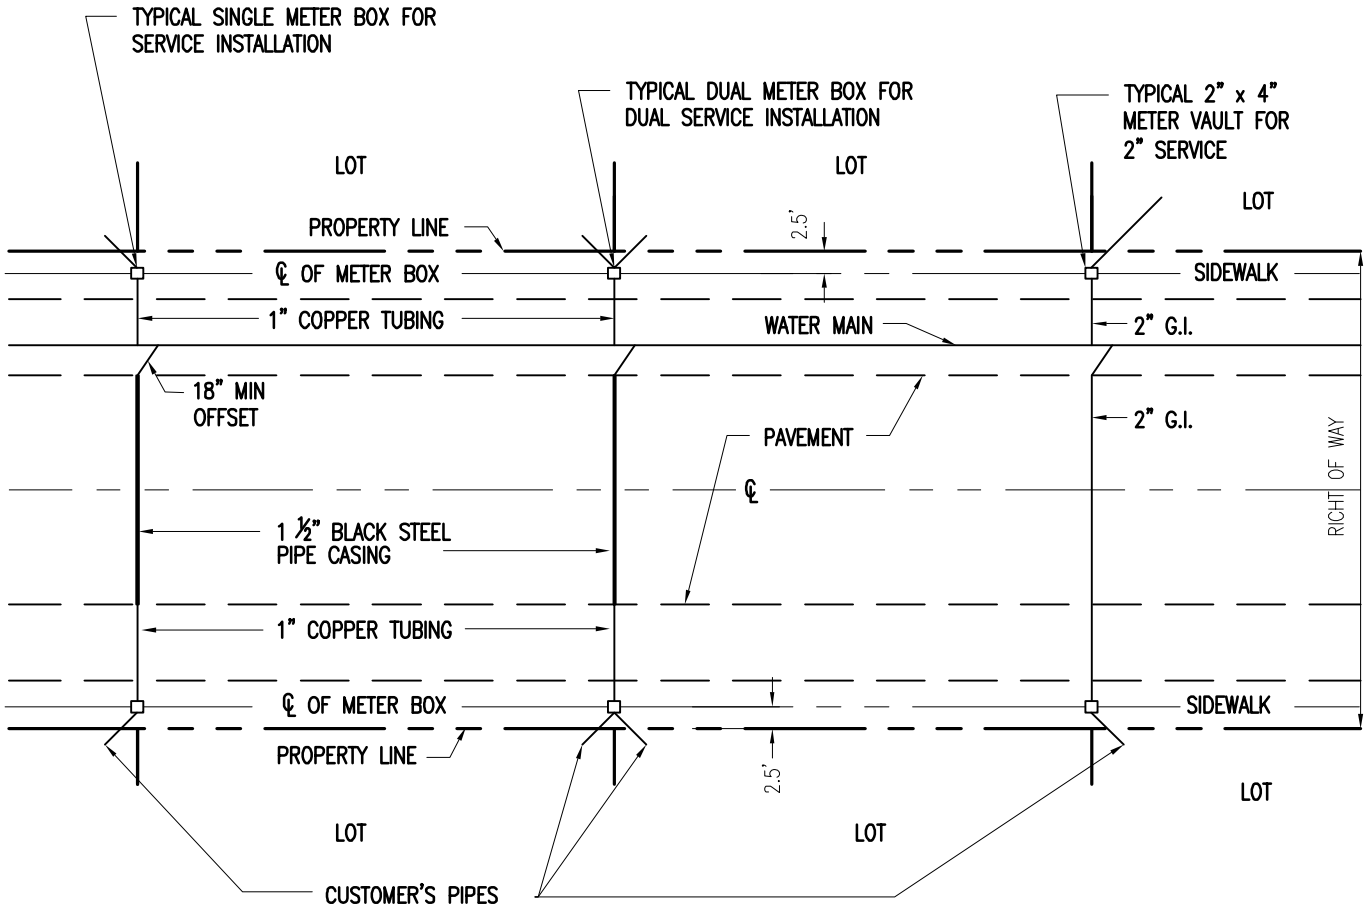 TYPICAL SINGLE METER BOX FOR
SERVICE INSTALLATION
TYPICAL DUAL METER BOX FOR
DUAL SERVICE INSTALLATION
TYPICAL 2" x 4"
METER VAULT FOR
2" SERVICE
LOT
LOT
LOT
PROPERTY LINE
2.5'
℄ OF METER BOX
SIDEWALK
1" COPPER TUBING
WATER MAIN
2" G.I.
18" MIN
OFFSET
2" G.I.
PAVEMENT
RICHT OF WAY
℄
1 ½" BLACK STEEL
PIPE CASING
1" COPPER TUBING
℄ OF METER BOX
SIDEWALK
PROPERTY LINE
2.5'
LOT
LOT
LOT
CUSTOMER'S PIPES